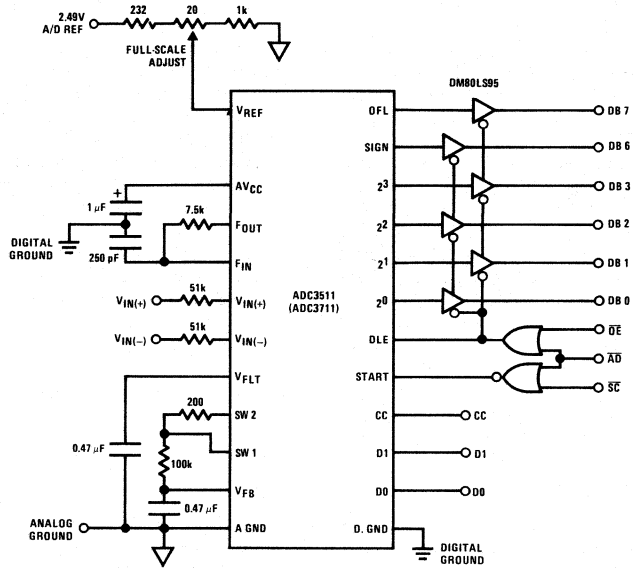 2.49V
A/D REF
232
20
1k
FULL-SCALE
ADJUST
DM80LS95
VREF
OFL
DB 7
SIGN
DB 6
AVCC
2³
DB 3
+
1 µF
7.5k
FOUT
2²
DB 2
DIGITAL
GROUND
250 pF
FIN
2¹
DB 1
ADC3511
(ADC3711)
51k
VIN(+)
VIN(+)
2⁰
DB 0
51k
VIN(−)
VIN(−)
DLE
O̅E̅
A̅D̅
VFLT
START
S̅C̅
200
SW 2
CC
CC
0.47 µF
SW 1
D1
D1
100k
VFB
D0
D0
0.47 µF
ANALOG
GROUND
A GND
D. GND
DIGITAL
GROUND